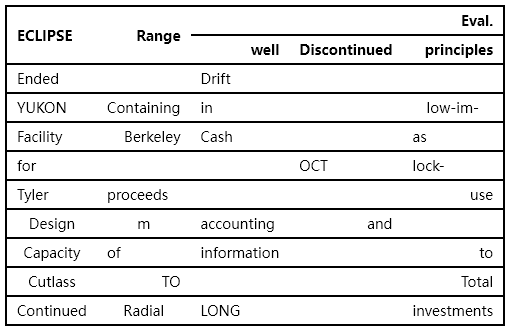 Eval.
ECLIPSE Range
well Discontinued principles
Ended Drift
YUKON Containing in low-im-
Facility Berkeley Cash as
for OCT lock-
Tyler proceeds use
Design m accounting and
Capacity of information to
Cutlass TO Total
Continued Radial LONG investments